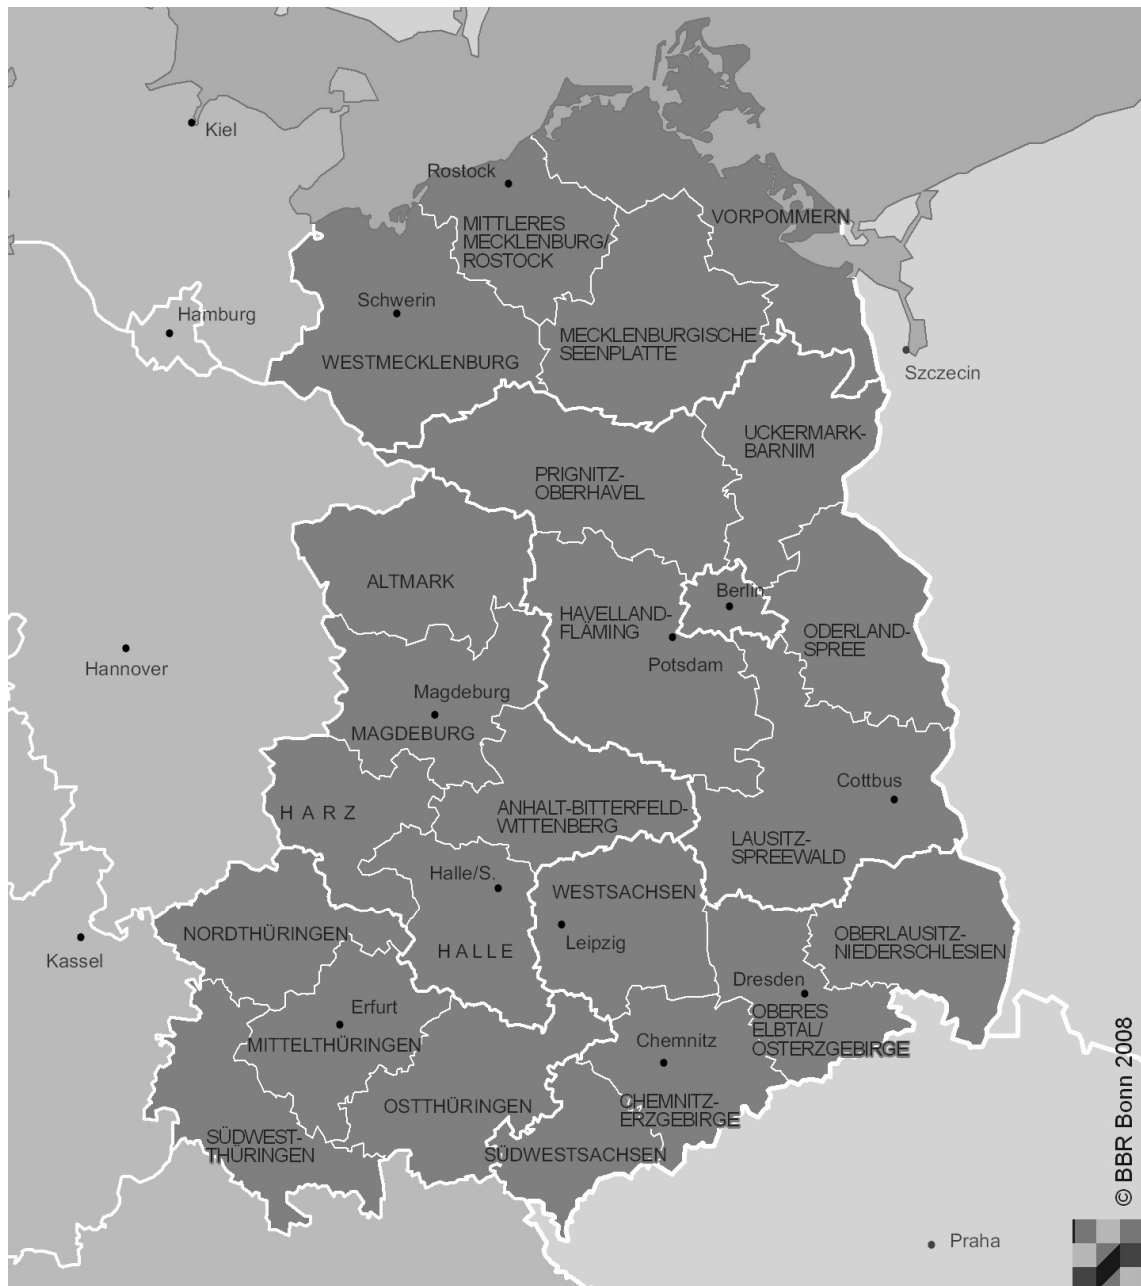 Kiel
Rostock
VORPOMMERN
MITTLERES
MECKLENBURG/
ROSTOCK
Schwerin
Hamburg
MECKLENBURGISCHE
SEENPLATTE
WESTMECKLENBURG
Szczecin
UCKERMARK-
BARNIM
PRIGNITZ-
OBERHAVEL
ALTMARK
Berlin
HAVELLAND-
FLÄMING
ODERLAND-
SPREE
Hannover
Potsdam
Magdeburg
MAGDEBURG
Cottbus
HARZ
ANHALT-BITTERFELD-
WITTENBERG
LAUSITZ-
SPREEWALD
Halle/S.
WESTSACHSEN
NORDTHÜRINGEN
Kassel
HALLE
Leipzig
OBERLAUSITZ-
NIEDERSCHLESIEN
Dresden
Erfurt
MITTELTHÜRINGEN
OBERES
ELBTAL/
OSTERZGEBIRGE
Chemnitz
OSTTHÜRINGEN
CHEMNITZ-
ERZGEBIRGE
SÜDWEST-
THÜRINGEN
SÜDWESTSACHSEN
Praha
© BBR Bonn 2008